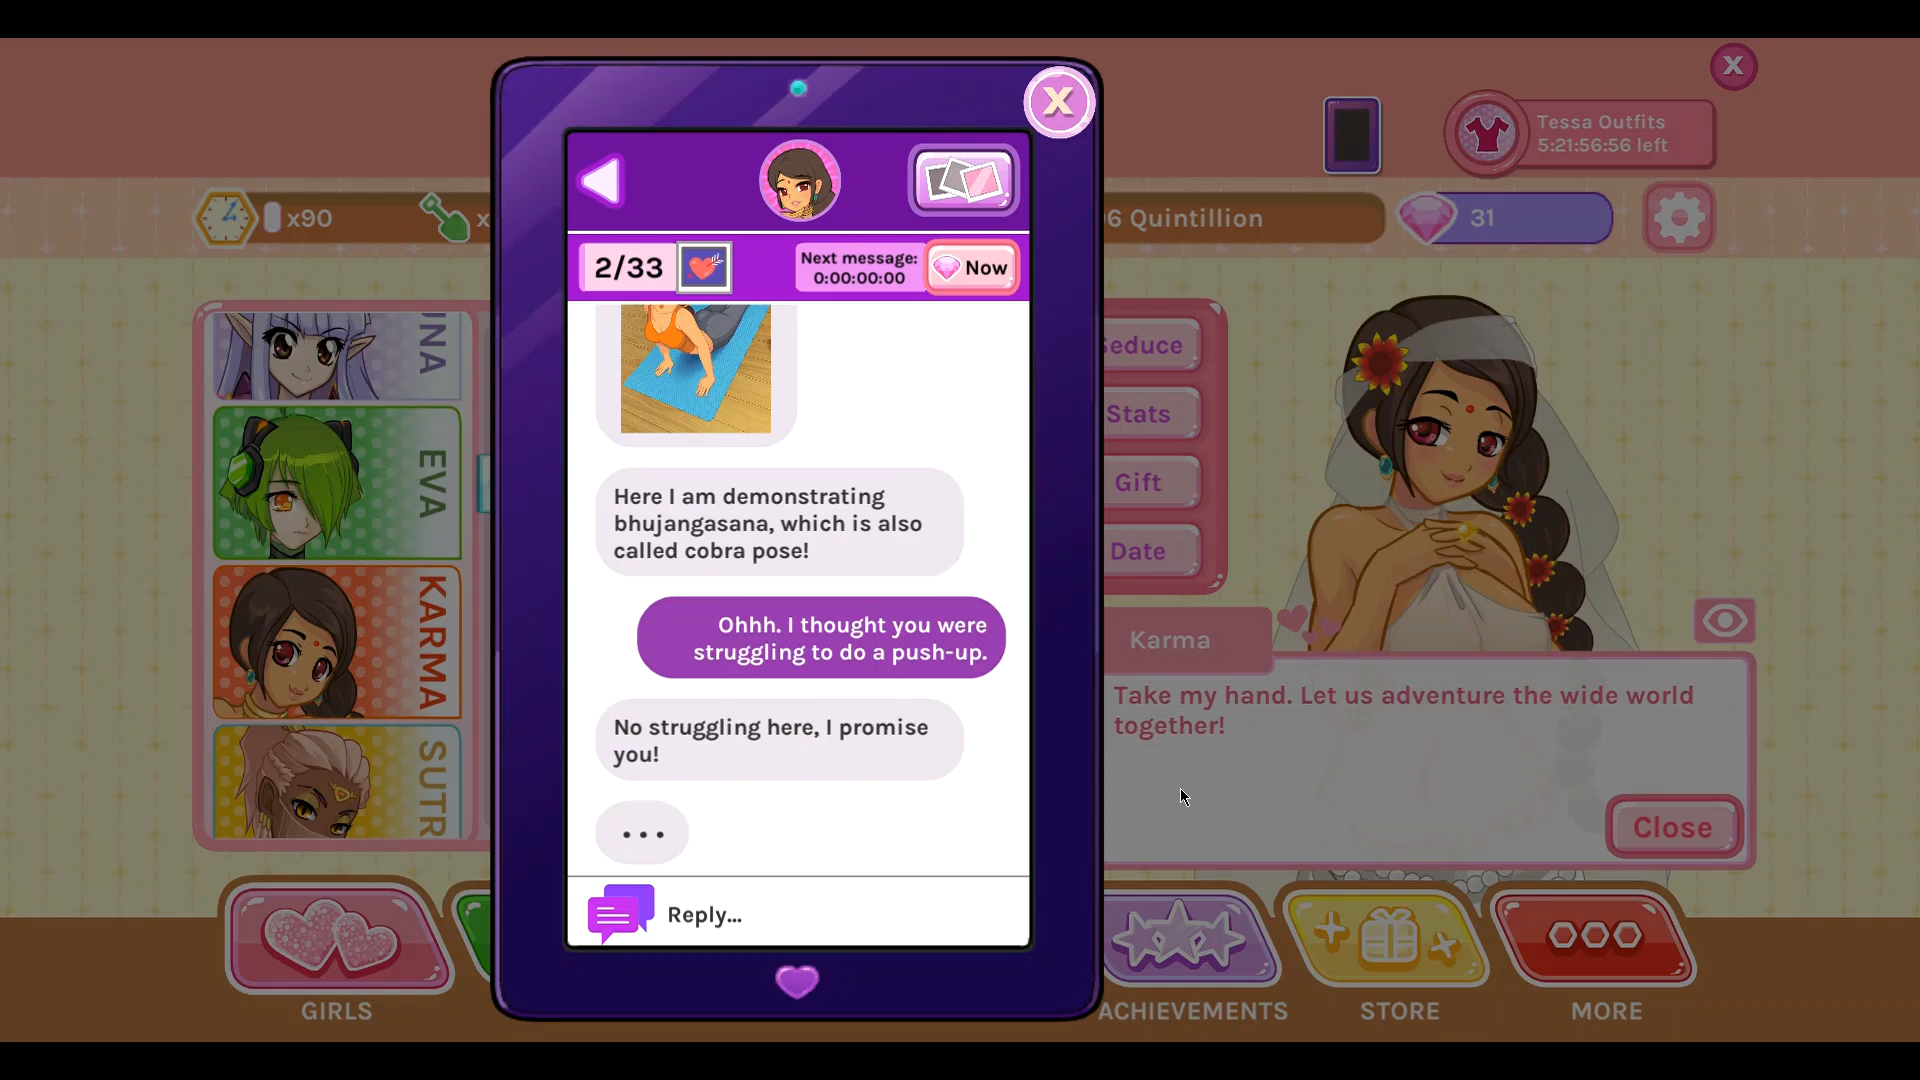 X
Tessa Outfits
5:21:56:56 left
X
x90
x
6 Quintillion
31
2/33
Next message:
0:00:00:00
Now
UNA
EVA
KARMA
SUTR
Here I am demonstrating
bhujangasana, which is also
called cobra pose!
Ohhh. I thought you were
struggling to do a push-up.
No struggling here, I promise
you!
...
Reply...
Seduce
Stats
Gift
Date
Karma
Take my hand. Let us adventure the wide world
together!
Close
GIRLS
ACHIEVEMENTS
STORE
MORE